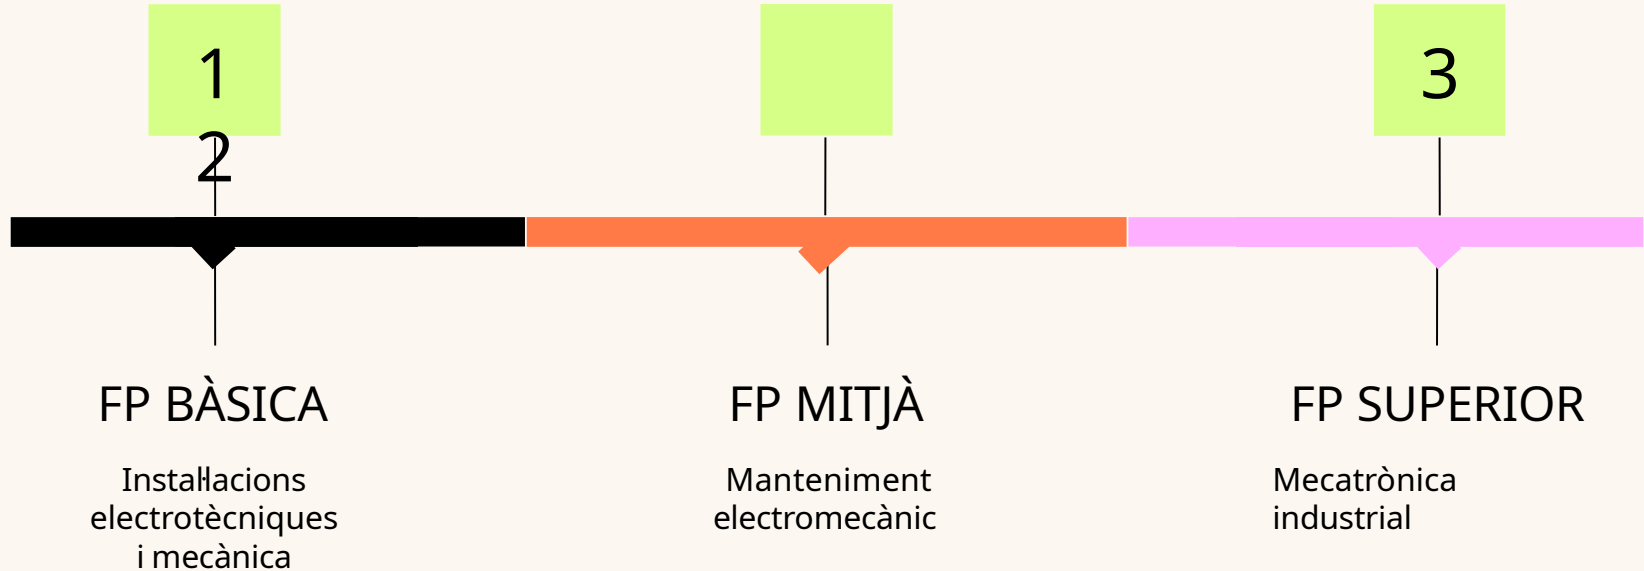 1
2
3
FP BÀSICA
FP MITJÀ
FP SUPERIOR
Instal·lacions
electrotècniques
i mecànica
Manteniment
electromecànic
Mecatrònica
industrial